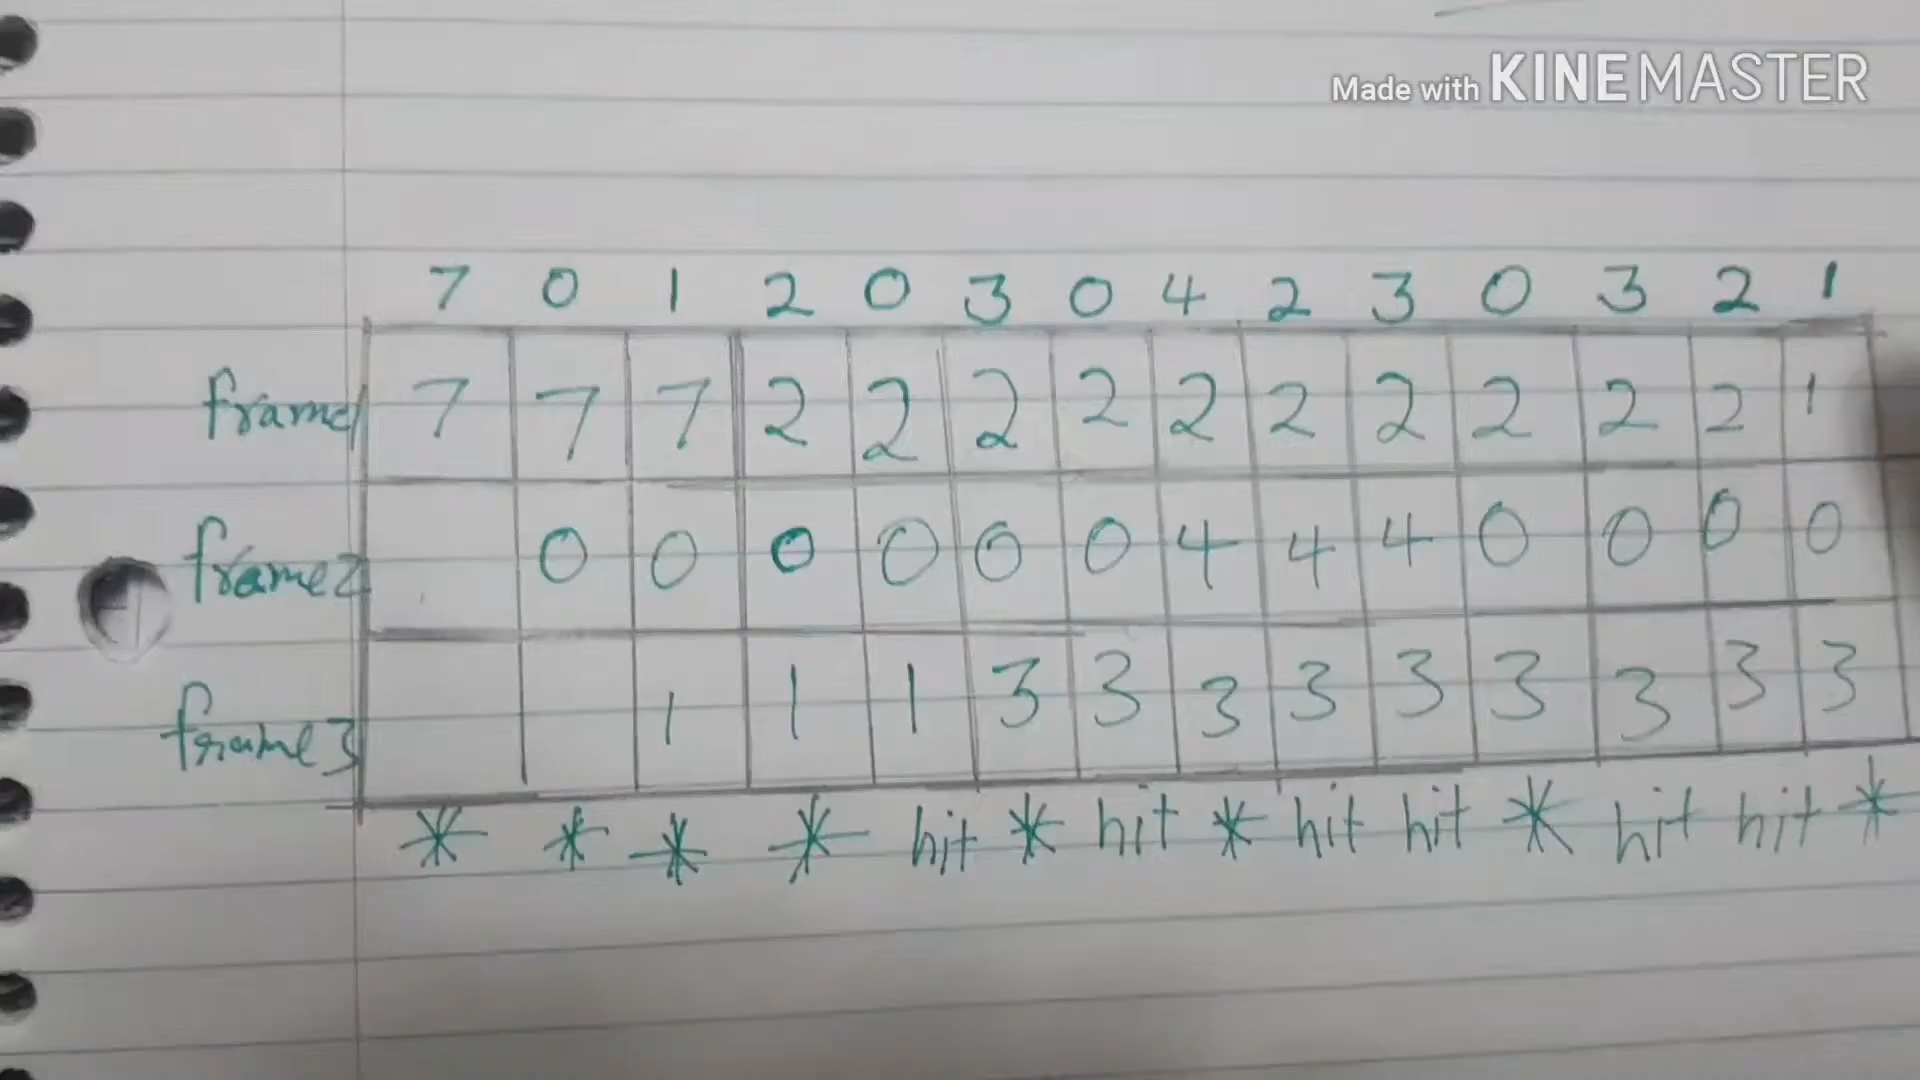 Made with KINEMASTER
7 0 1 2 0 3 0 4 2 3 0 3 2 1
frame1 7 7 7 2 2 2 2 2 2 2 2 2 2 1
frame2 0 0 0 0 0 0 4 4 4 0 0 0 0
frame3 1 1 1 3 3 3 3 3 3 3 3 3
* * * * hit * hit * hit hit * hit hit *